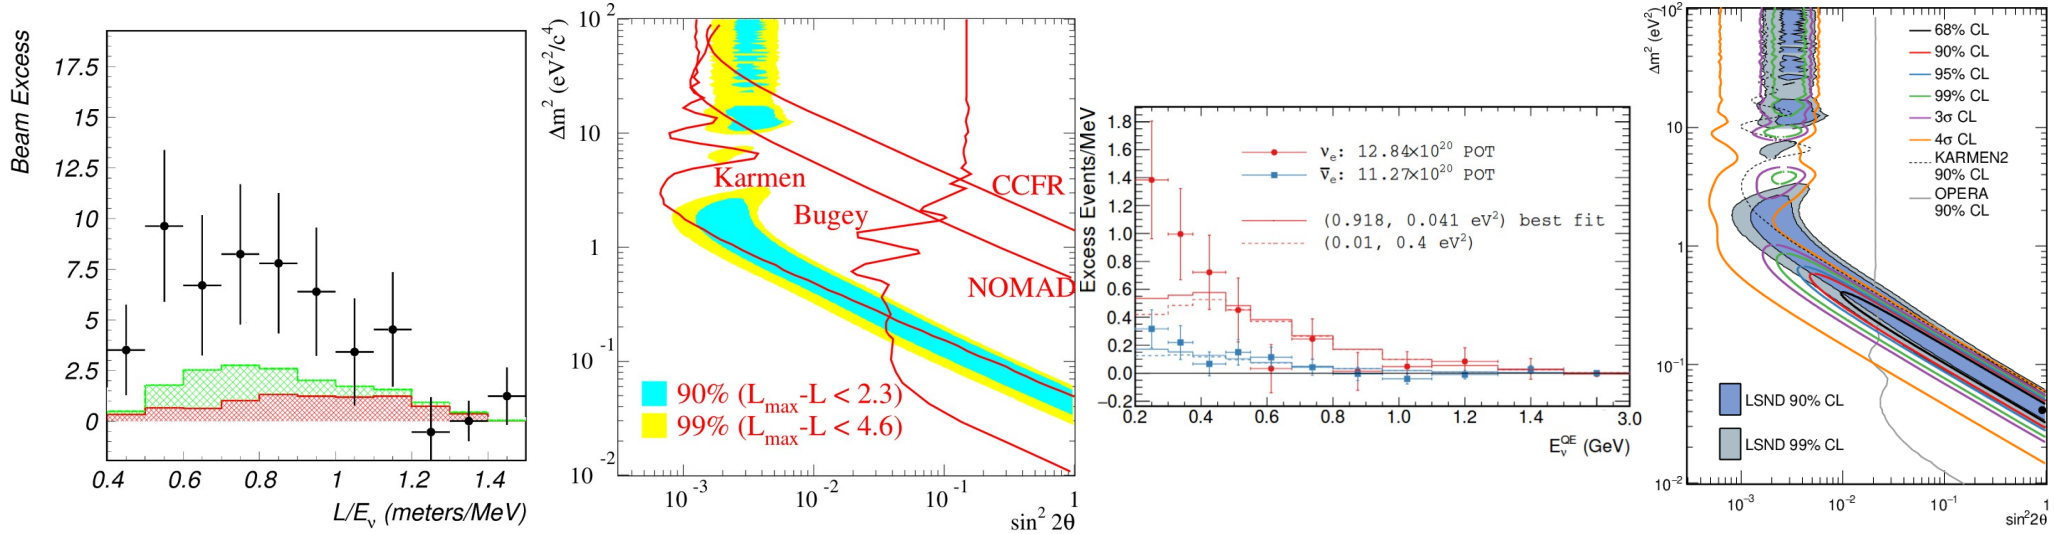 Beam Excess
17.5
15
12.5
10
7.5
5
2.5
0
0.4 0.6 0.8 1 1.2 1.4
L/Eν (meters/MeV)
Δm² (eV²/c⁴)
10²
10
1
10⁻¹
10⁻²
Karmen
Bugey
CCFR
NOMAD
90% (Lmax-L < 2.3)
99% (Lmax-L < 4.6)
10⁻³ 10⁻² 10⁻¹ 1
sin² 2θ
Excess Events/MeV
1.8
1.6
1.4
1.2
1.0
0.8
0.6
0.4
0.2
0.0
−0.2
νe: 12.84×10²⁰ POT
ν̄e: 11.27×10²⁰ POT
(0.918, 0.041 eV²) best fit
(0.01, 0.4 eV²)
0.2 0.4 0.6 0.8 1.0 1.2 1.4 3.0
EνQE (GeV)
Δm² (eV²)
10²
10
1
10⁻¹
10⁻²
68% CL
90% CL
95% CL
99% CL
3σ CL
4σ CL
KARMEN2
90% CL
OPERA
90% CL
LSND 90% CL
LSND 99% CL
10⁻³ 10⁻² 10⁻¹ 1
sin²2θ